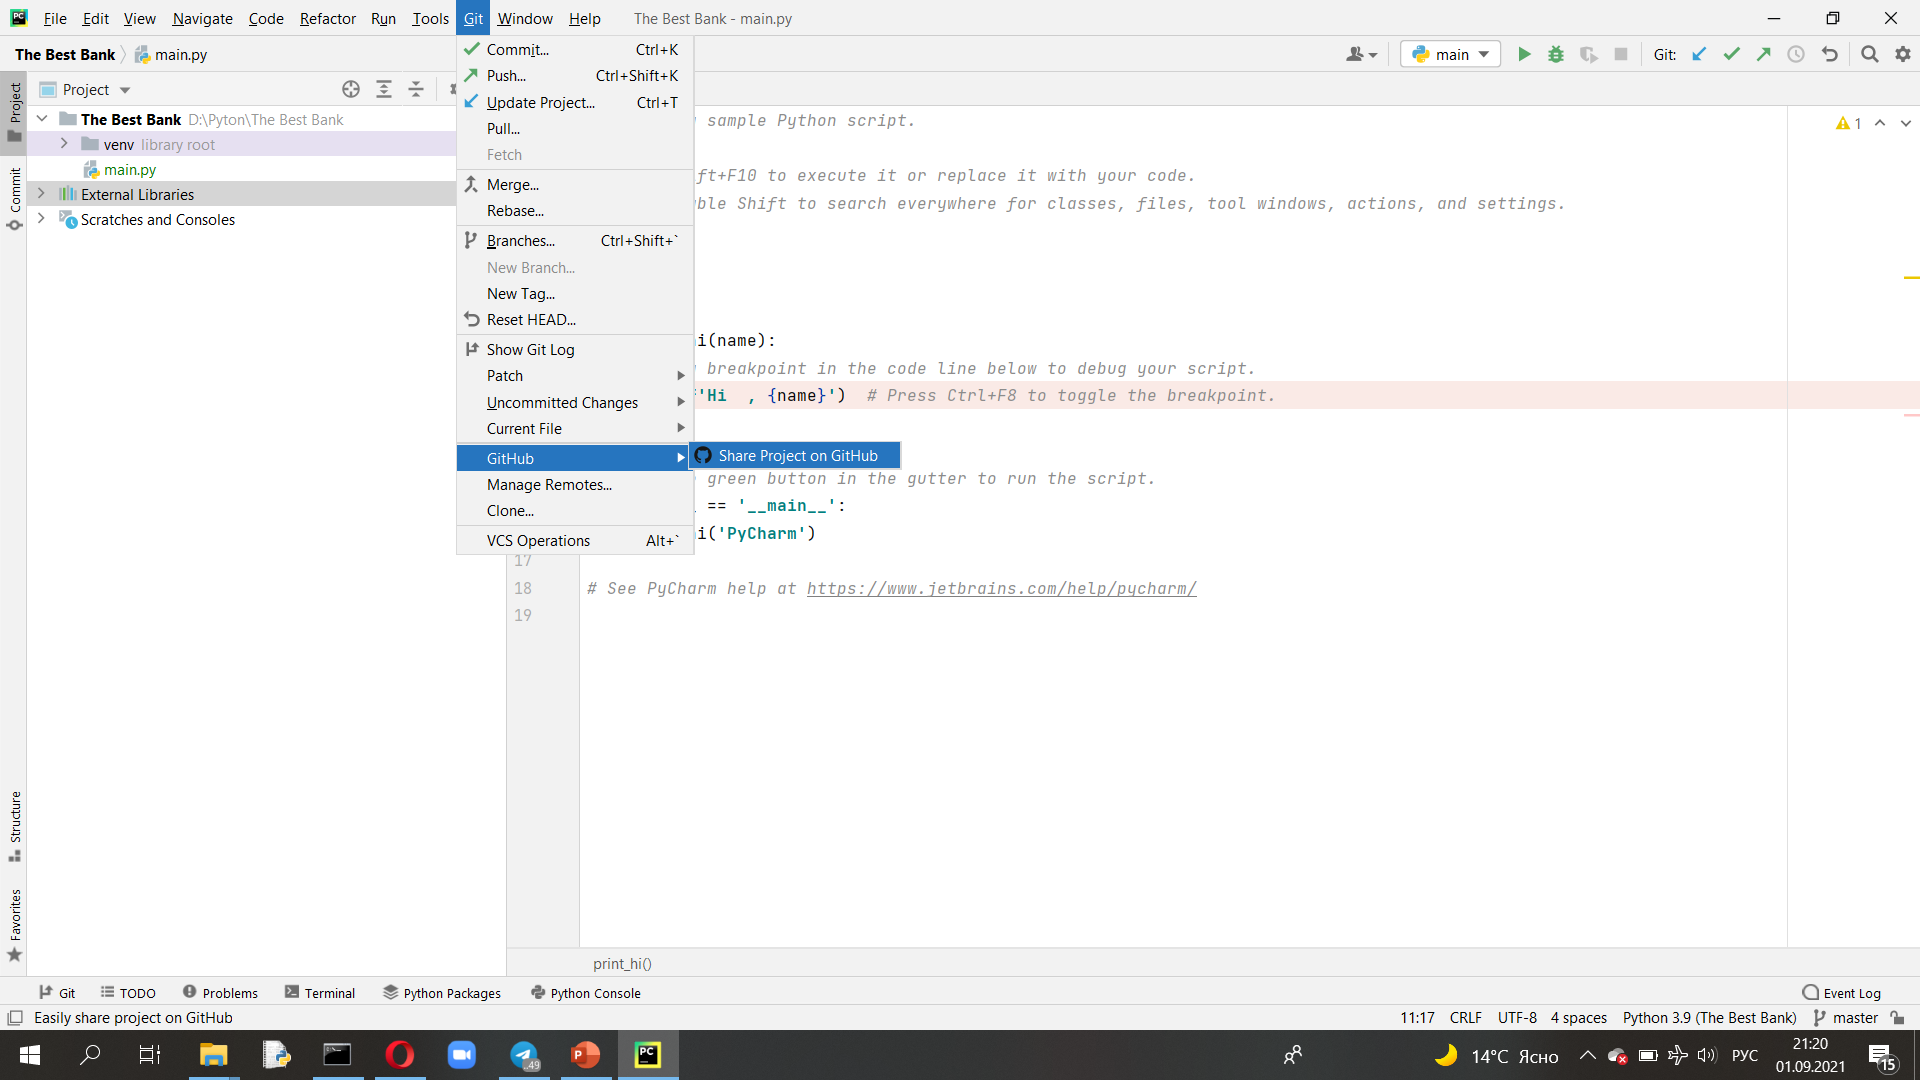 File Edit View Navigate Code Refactor Run Tools Git Window Help The Best Bank - main.py
The Best Bank main.py
main Git:
Project
Project
The Best Bank D:\Pyton\The Best Bank
venv library root
main.py
External Libraries
Scratches and Consoles
Commit
Structure
Favorites
Commit... Ctrl+K
Push... Ctrl+Shift+K
Update Project... Ctrl+T
Pull...
Fetch
Merge...
Rebase...
Branches... Ctrl+Shift+`
New Branch...
New Tag...
Reset HEAD...
Show Git Log
Patch
Uncommitted Changes
Current File
GitHub
Share Project on GitHub
Manage Remotes...
Clone...
VCS Operations Alt+`
sample Python script.
1
ft+F10 to execute it or replace it with your code.
ble Shift to search everywhere for classes, files, tool windows, actions, and settings.
i(name):
breakpoint in the code line below to debug your script.
'Hi , {name}') # Press Ctrl+F8 to toggle the breakpoint.
green button in the gutter to run the script.
== '__main__':
i('PyCharm')
17
18 # See PyCharm help at https://www.jetbrains.com/help/pycharm/
19
print_hi()
Git TODO Problems Terminal Python Packages Python Console Event Log
Easily share project on GitHub 11:17 CRLF UTF-8 4 spaces Python 3.9 (The Best Bank) master
PC
49
P
PC
14°C Ясно
РУС
21:20
01.09.2021
15